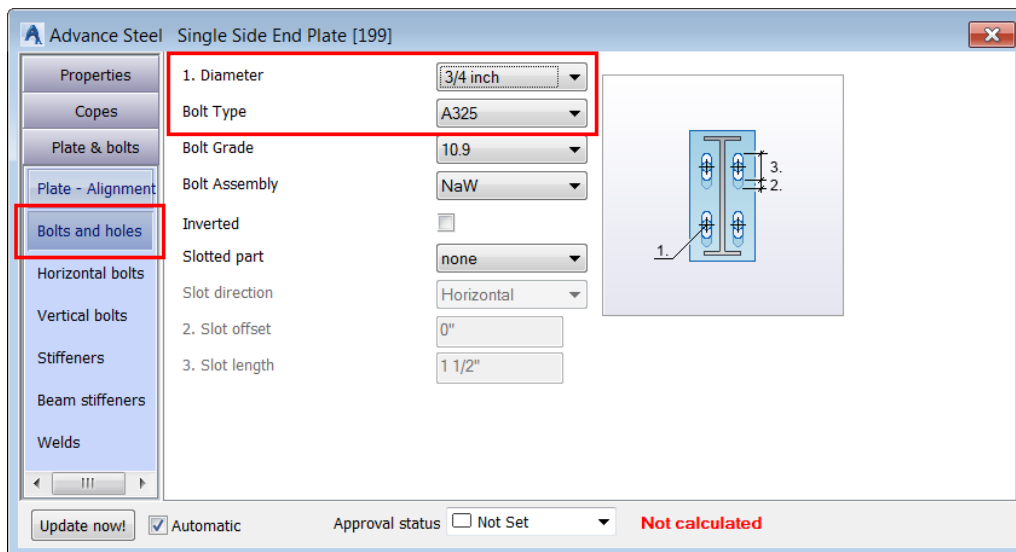 Advance Steel Single Side End Plate [199]
Properties
Copes
Plate & bolts
Plate - Alignment
Bolts and holes
Horizontal bolts
Vertical bolts
Stiffeners
Beam stiffeners
Welds
1. Diameter 3/4 inch
Bolt Type A325
Bolt Grade 10.9
Bolt Assembly NaW
Inverted
Slotted part none
Slot direction Horizontal
2. Slot offset 0"
3. Slot length 1 1/2"
3.
2.
1.
Update now! Automatic Approval status Not Set Not calculated